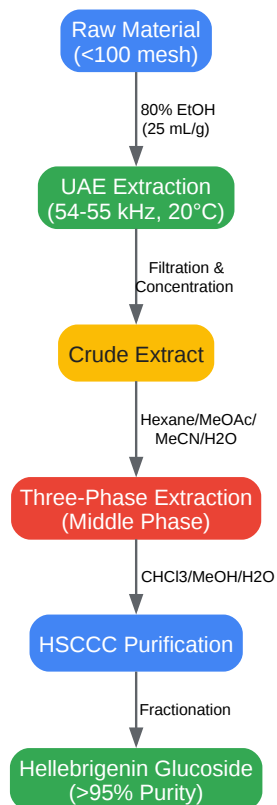 Raw Material
(<100 mesh)
80% EtOH
(25 mL/g)
UAE Extraction
(54-55 kHz, 20°C)
Filtration &
Concentration
Crude Extract
Hexane/MeOAc/
MeCN/H2O
Three-Phase Extraction
(Middle Phase)
CHCl3/MeOH/H2O
HSCCC Purification
Fractionation
Hellebrigenin Glucoside
(>95% Purity)